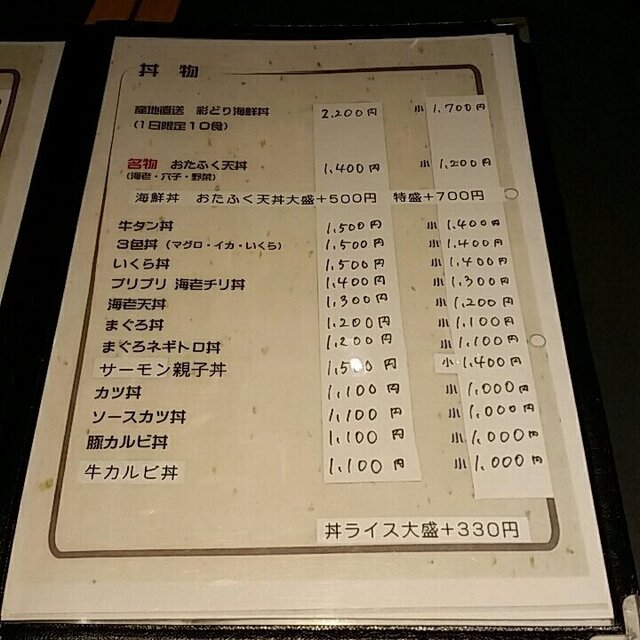 丼 物
産地直送 彩どり海鮮丼 2,200円 小 1,700円
(1日限定10食)
名物 おたふく天丼 1,400円 小 1,200円
(海老・穴子・野菜)
海鮮丼 おたふく天丼大盛+500円 特盛+700円
牛タン丼 1,500円 小 1,400円
3色丼 (マグロ・イカ・いくら) 1,500円 小 1,400円
いくら丼 1,500円 小 1,400円
プリプリ 海老チリ丼 1,400円 小 1,300円
海老天丼 1,300円 小 1,200円
まぐろ丼 1,200円 小 1,100円
まぐろネギトロ丼 1,200円 小 1,100円
サーモン親子丼 1,500円 小 1,400円
カツ丼 1,100円 小 1,000円
ソースカツ丼 1,100円 小 1,000円
豚カルビ丼 1,100円 小 1,000円
牛カルビ丼 1,100円 小 1,000円
丼ライス大盛+330円